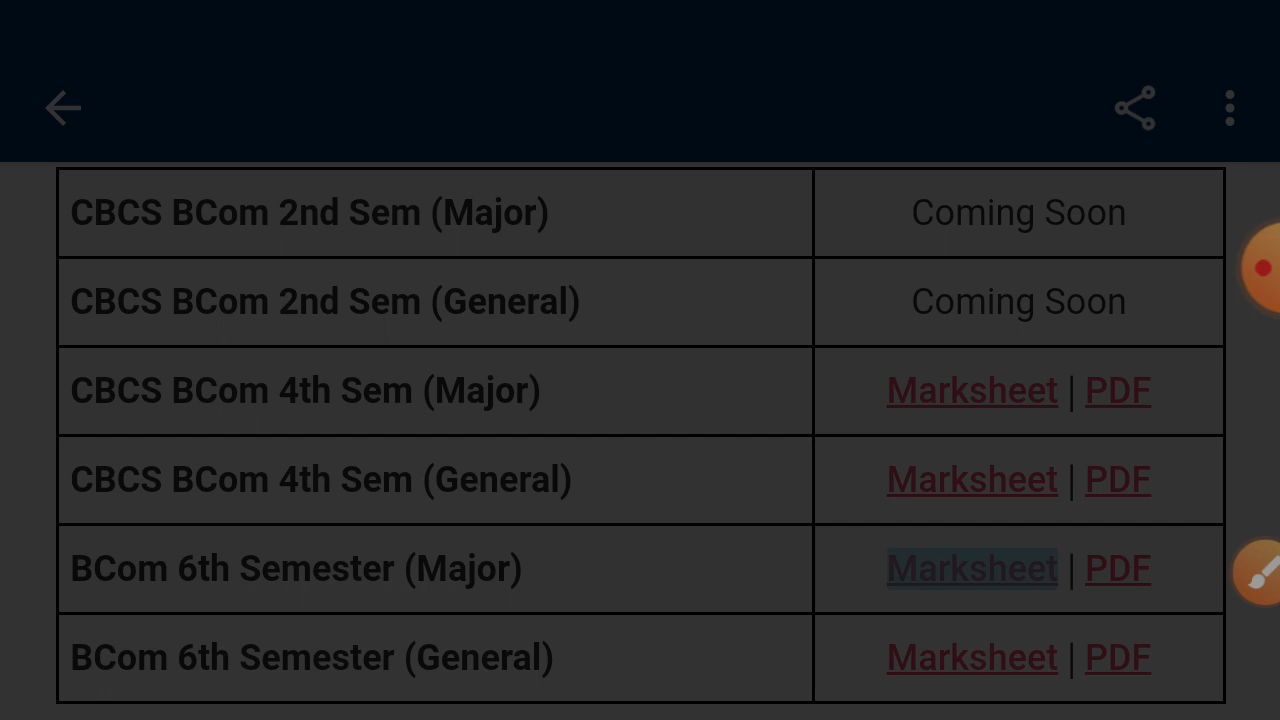 CBCS BCom 2nd Sem (Major) Coming Soon
CBCS BCom 2nd Sem (General) Coming Soon
CBCS BCom 4th Sem (Major) Marksheet | PDF
CBCS BCom 4th Sem (General) Marksheet | PDF
BCom 6th Semester (Major) Marksheet | PDF
BCom 6th Semester (General) Marksheet | PDF